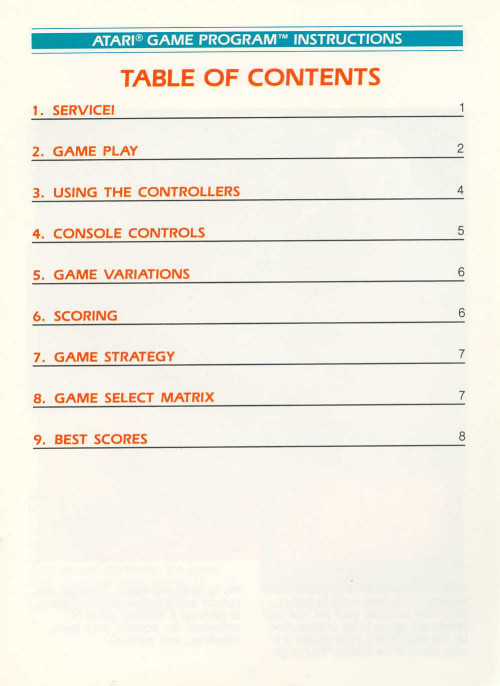 ATARI® GAME PROGRAM™ INSTRUCTIONS
TABLE OF CONTENTS
1. SERVICE! 1
2. GAME PLAY 2
3. USING THE CONTROLLERS 4
4. CONSOLE CONTROLS 5
5. GAME VARIATIONS 6
6. SCORING 6
7. GAME STRATEGY 7
8. GAME SELECT MATRIX 7
9. BEST SCORES 8